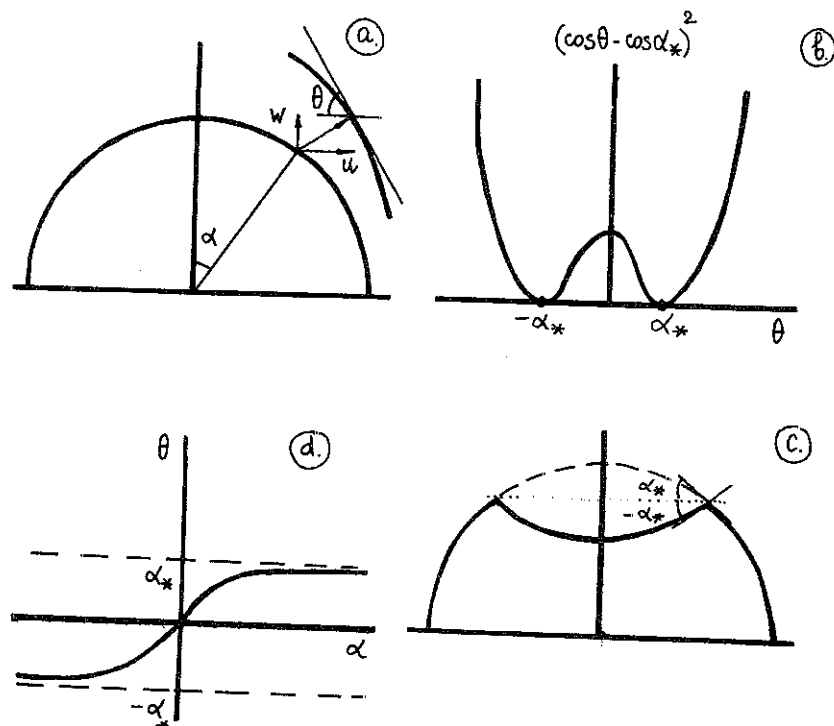 a.
θ
w
u
α
(cosθ - cosα*)²
b.
-α*
α*
θ
d.
θ
α*
α
-α*
c.
α*
-α*